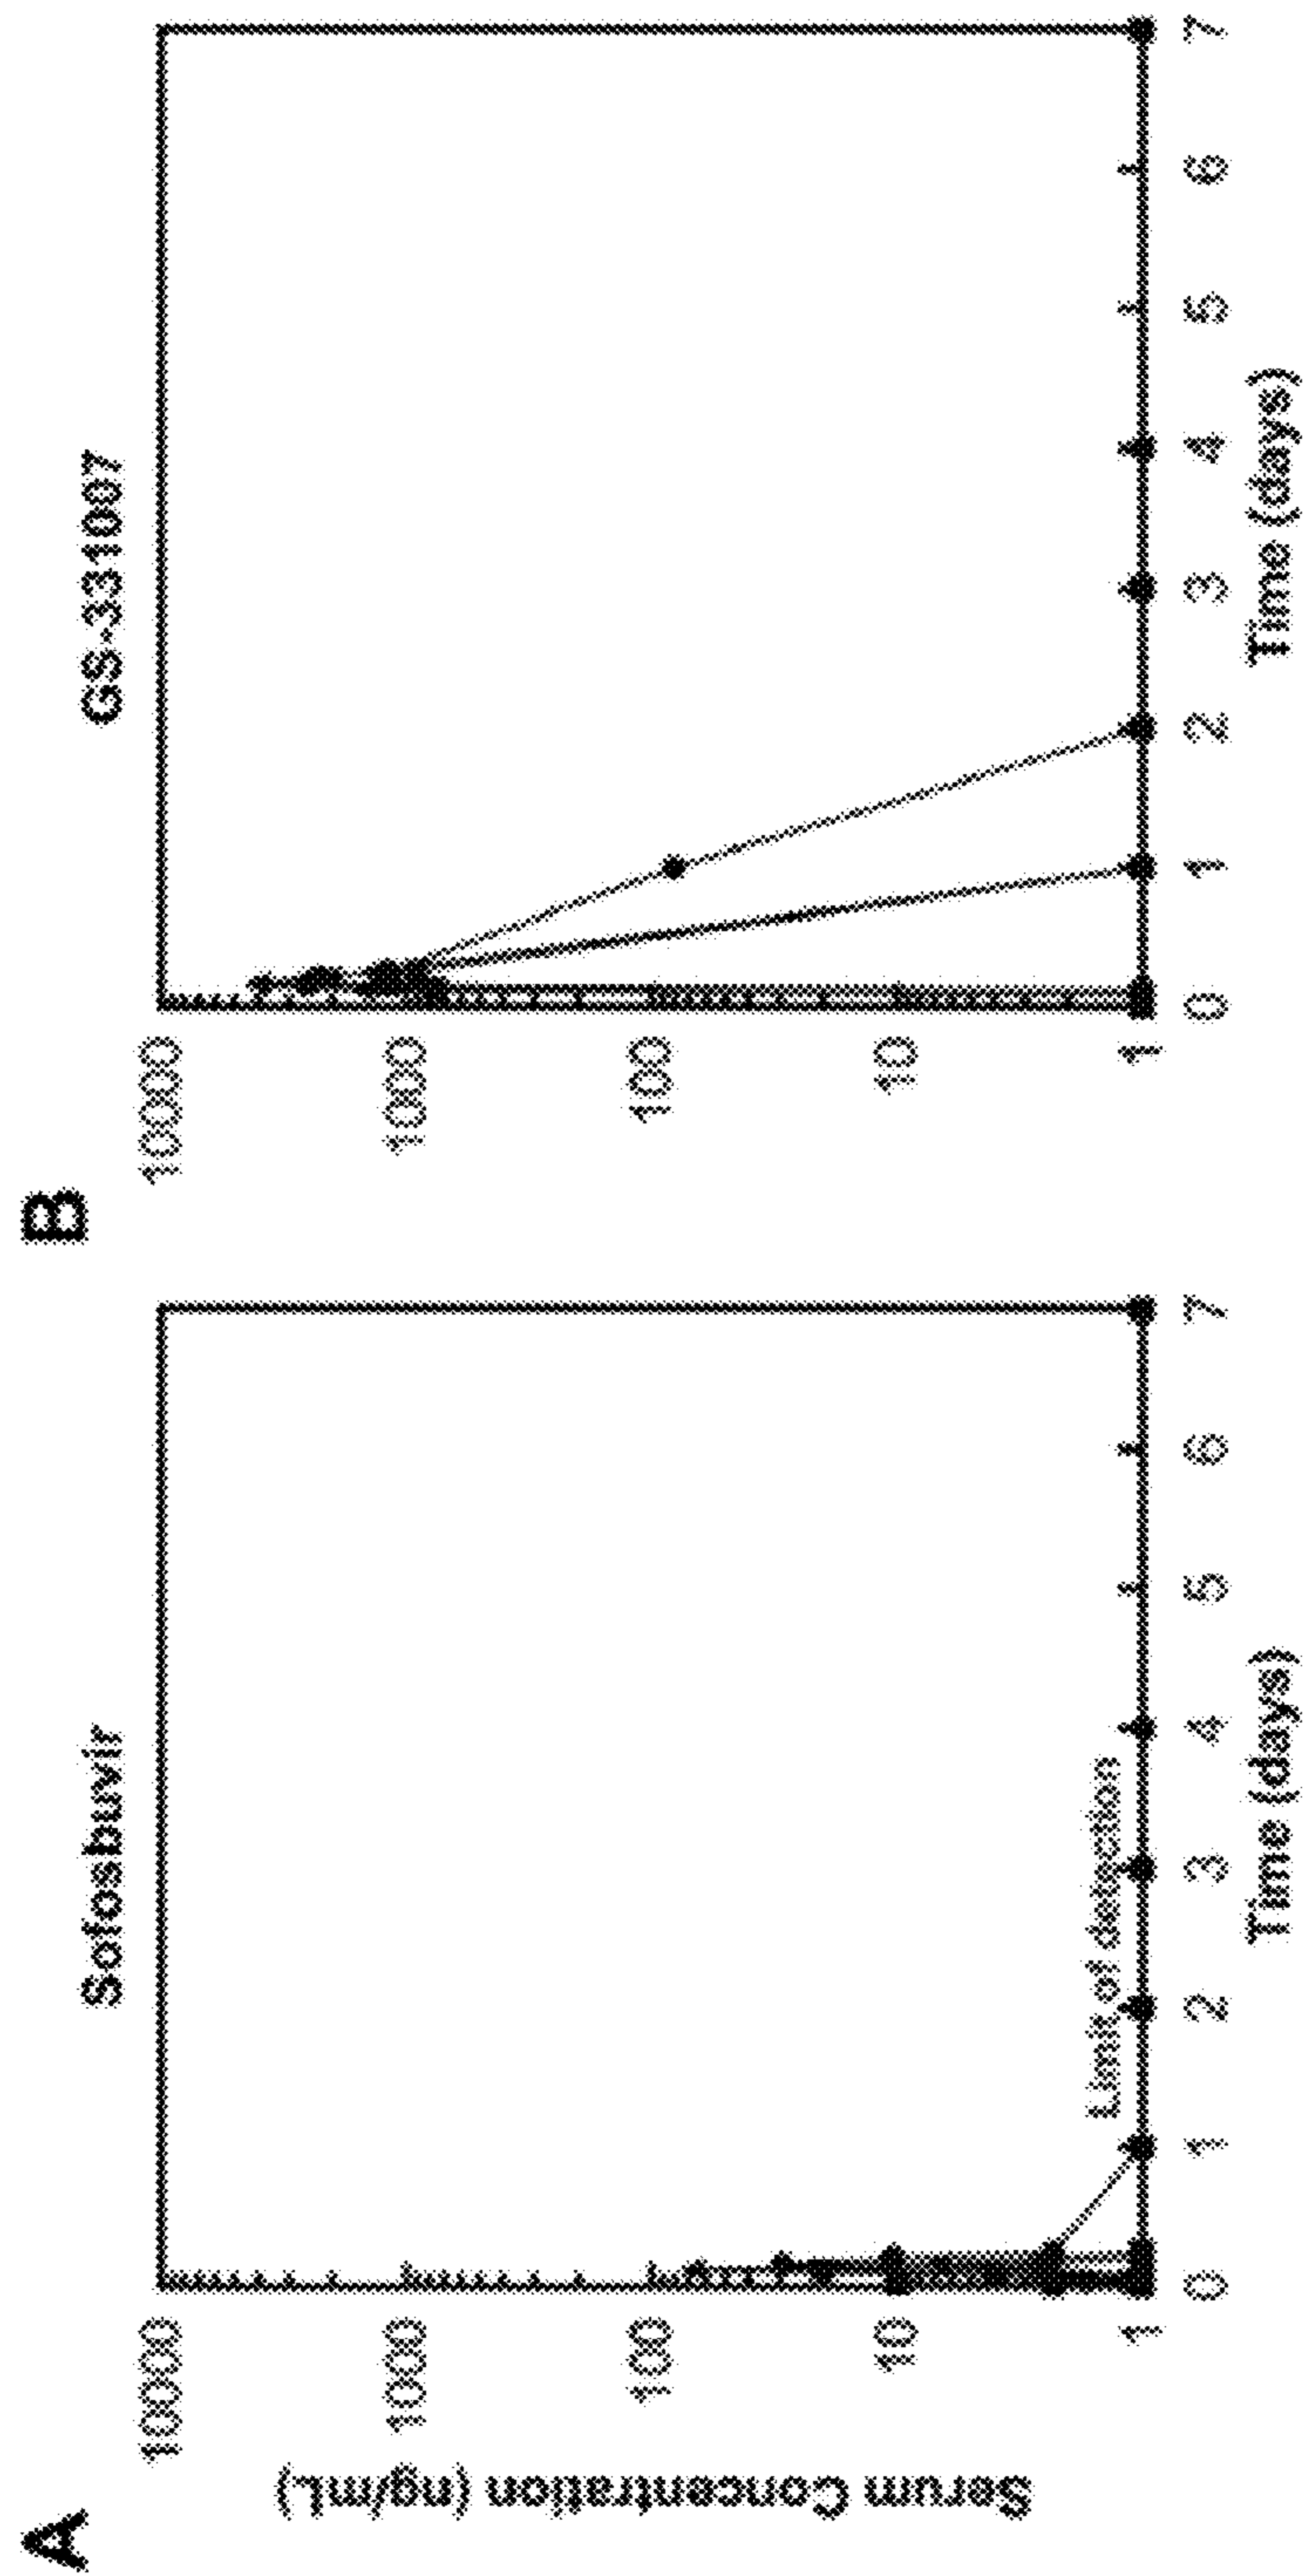 A
Sofosbuvir
Serum Concentration (ng/mL)
10000
1000
100
10
1
Limit of detection
0 1 2 3 4 5 6 7
Time (days)
B
GS-331007
10000
1000
100
10
1
0 1 2 3 4 5 6 7
Time (days)